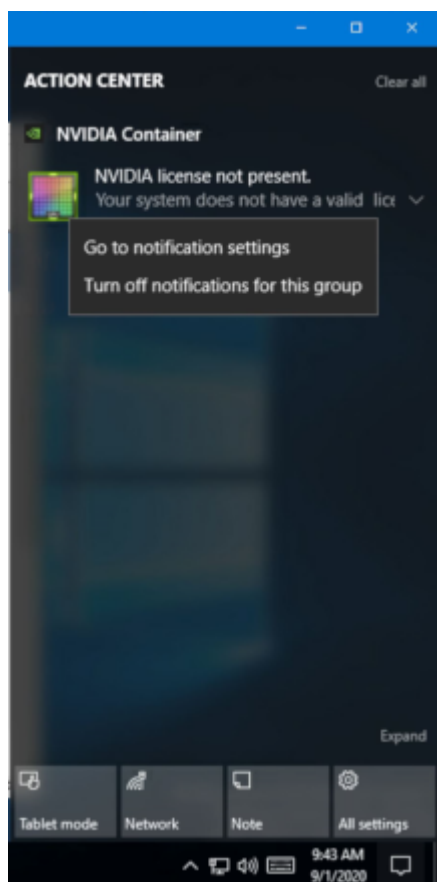 ACTION CENTER
Clear all
NVIDIA Container
NVIDIA license not present.
Your system does not have a valid lice
Go to notification settings
Turn off notifications for this group
Expand
Tablet mode
Network
Note
All settings
9:43 AM
9/1/2020